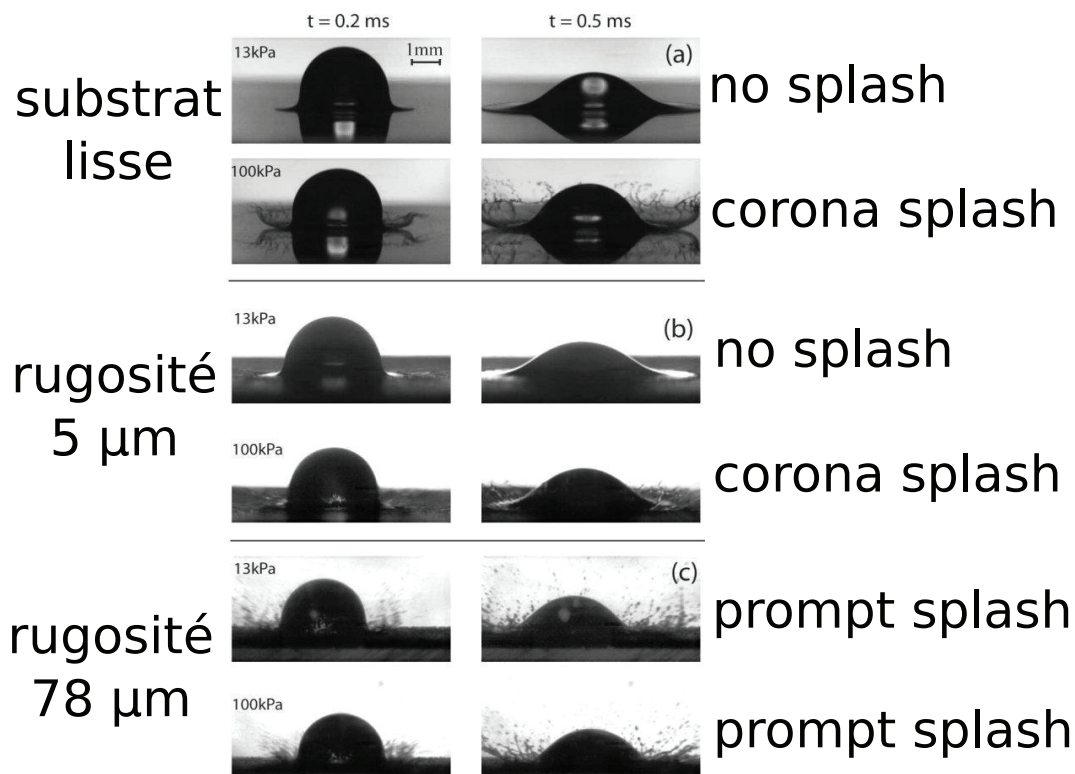 t = 0.2 ms
t = 0.5 ms
substrat
lisse
13kPa
1mm
(a)
no splash
100kPa
corona splash
rugosité
5 µm
13kPa
(b)
no splash
100kPa
corona splash
rugosité
78 µm
13kPa
(c)
prompt splash
100kPa
prompt splash